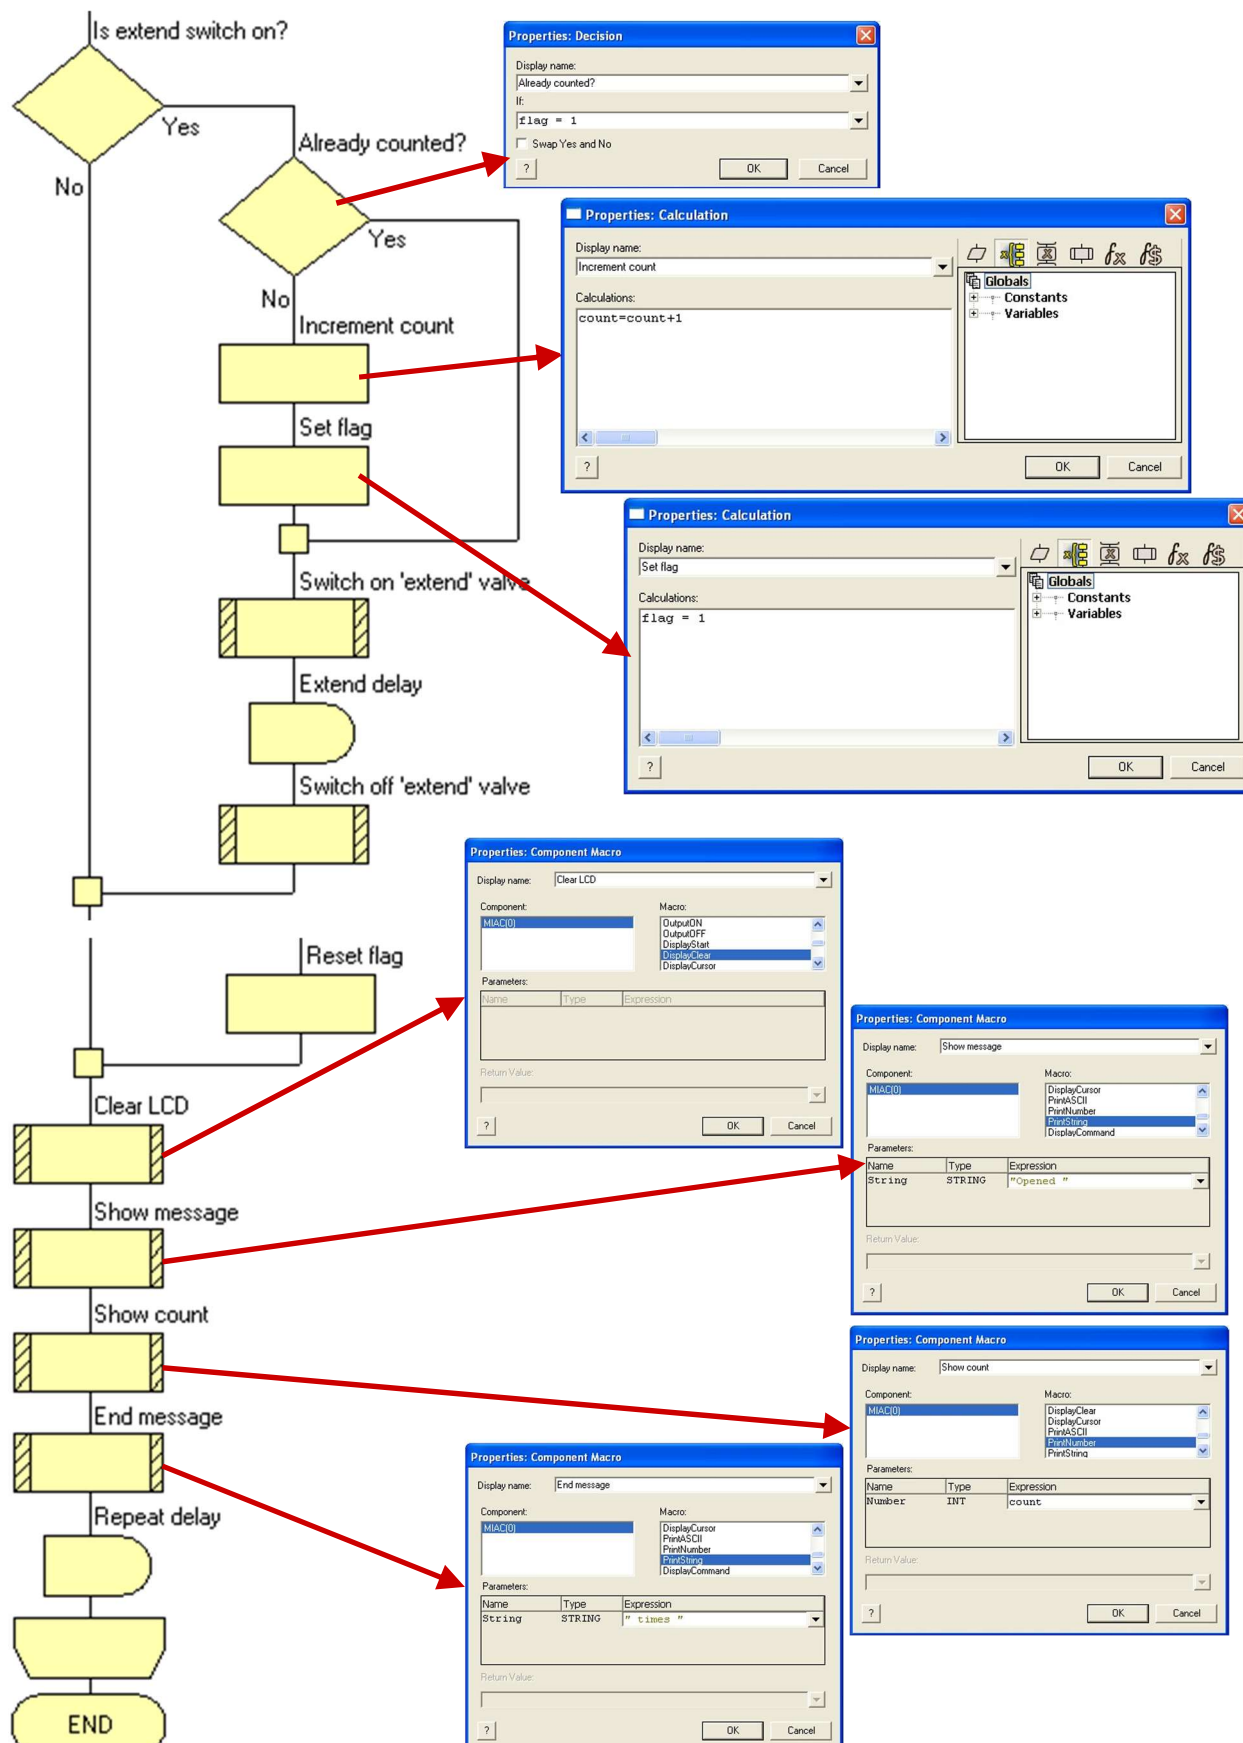 Is extend switch on?
Yes
No
Already counted?
Yes
No
Increment count
Set flag
Switch on 'extend' valve
Extend delay
Switch off 'extend' valve
Reset flag
Clear LCD
Show message
Show count
End message
Repeat delay
END
Properties: Decision
Display name:
Already counted?
If:
flag = 1
Swap Yes and No
?
OK Cancel
Properties: Calculation
Display name:
Increment count
Calculations:
count=count+1
Globals
Constants
Variables
?
OK Cancel
Properties: Calculation
Display name:
Set flag
Calculations:
flag = 1
Globals
Constants
Variables
?
OK Cancel
Properties: Component Macro
Display name: Clear LCD
Component: Macro:
MIAC(0)
OutputON
OutputOFF
DisplayStart
DisplayClear
DisplayCursor
Parameters:
Name Type Expression
Return Value:
?
OK Cancel
Properties: Component Macro
Display name: Show message
Component: Macro:
MIAC(0)
DisplayCursor
PrintASCII
PrintNumber
PrintString
DisplayCommand
Parameters:
Name Type Expression
String STRING "Opened "
Return Value:
?
OK Cancel
Properties: Component Macro
Display name: Show count
Component: Macro:
MIAC(0)
DisplayClear
DisplayCursor
PrintASCII
PrintNumber
PrintString
Parameters:
Name Type Expression
Number INT count
Return Value:
?
OK Cancel
Properties: Component Macro
Display name: End message
Component: Macro:
MIAC(0)
DisplayCursor
PrintASCII
PrintNumber
PrintString
DisplayCommand
Parameters:
Name Type Expression
String STRING " times "
Return Value:
?
OK Cancel